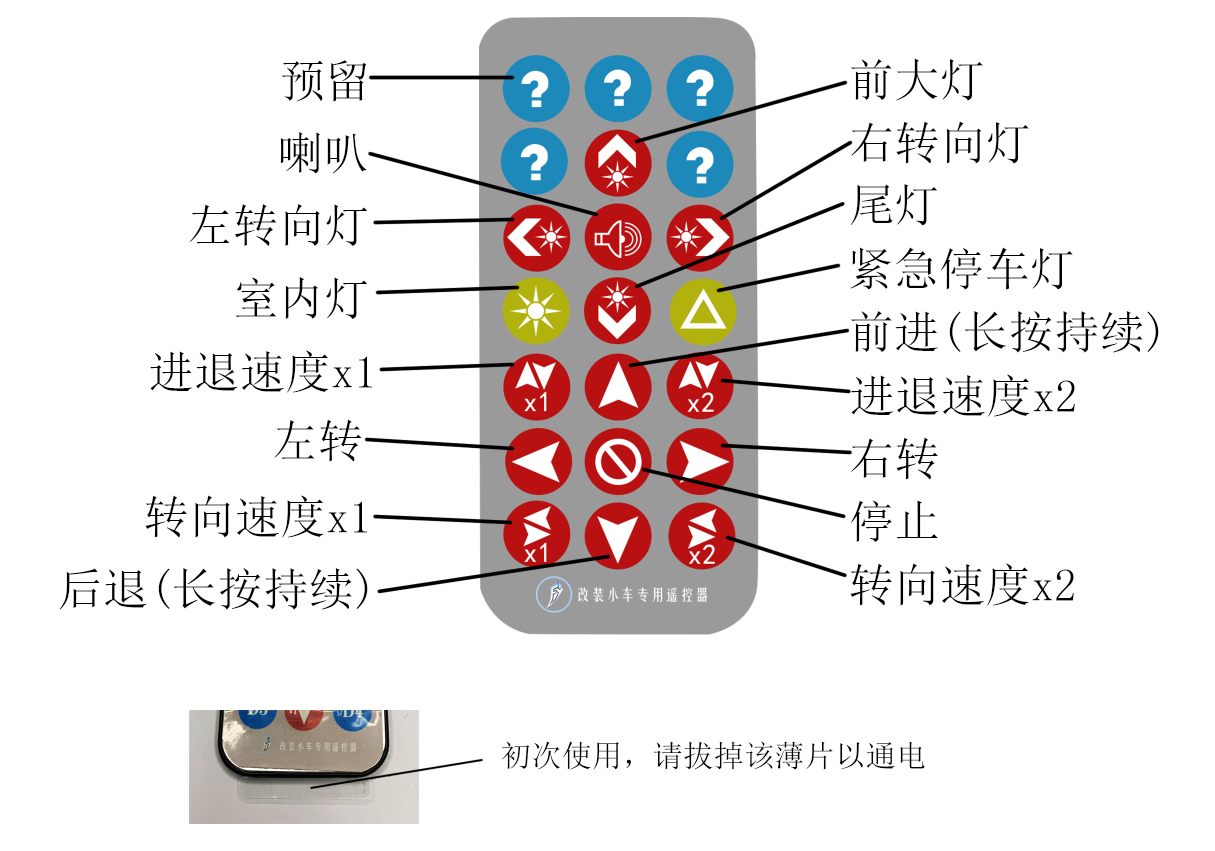 预留
前大灯
喇叭
右转向灯
左转向灯
尾灯
室内灯
紧急停车灯
前进(长按持续)
进退速度x1
进退速度x2
左转
右转
转向速度x1
停止
后退(长按持续)
转向速度x2
? ? ?
? ?
x1 x2
x1 x2
改装小车专用遥控器
D3 D4
改装小车专用遥控器
初次使用，请拔掉该薄片以通电